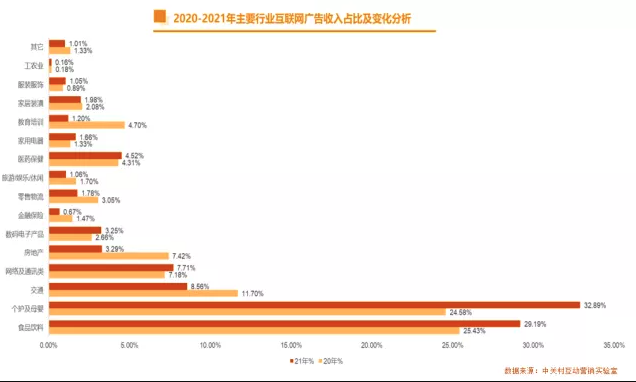 2020-2021年主要行业互联网广告收入占比及变化分析
其它
1.01%
1.33%
工农业
0.16%
0.18%
服装服饰
1.05%
0.89%
家居装潢
1.98%
2.08%
教育培训
1.20%
4.70%
家用电器
1.66%
1.33%
医药保健
4.52%
4.31%
旅游/娱乐/休闲
1.06%
1.70%
零售物流
1.78%
3.05%
金融保险
0.67%
1.47%
数码电子产品
3.25%
2.66%
房地产
3.29%
7.42%
网络及通讯类
7.71%
7.18%
交通
8.56%
11.70%
个护及母婴
32.89%
24.58%
食品饮料
29.19%
25.43%
0.00% 5.00% 10.00% 15.00% 20.00% 25.00% 30.00% 35.00%
21年% 20年%
数据来源：中关村互动营销实验室